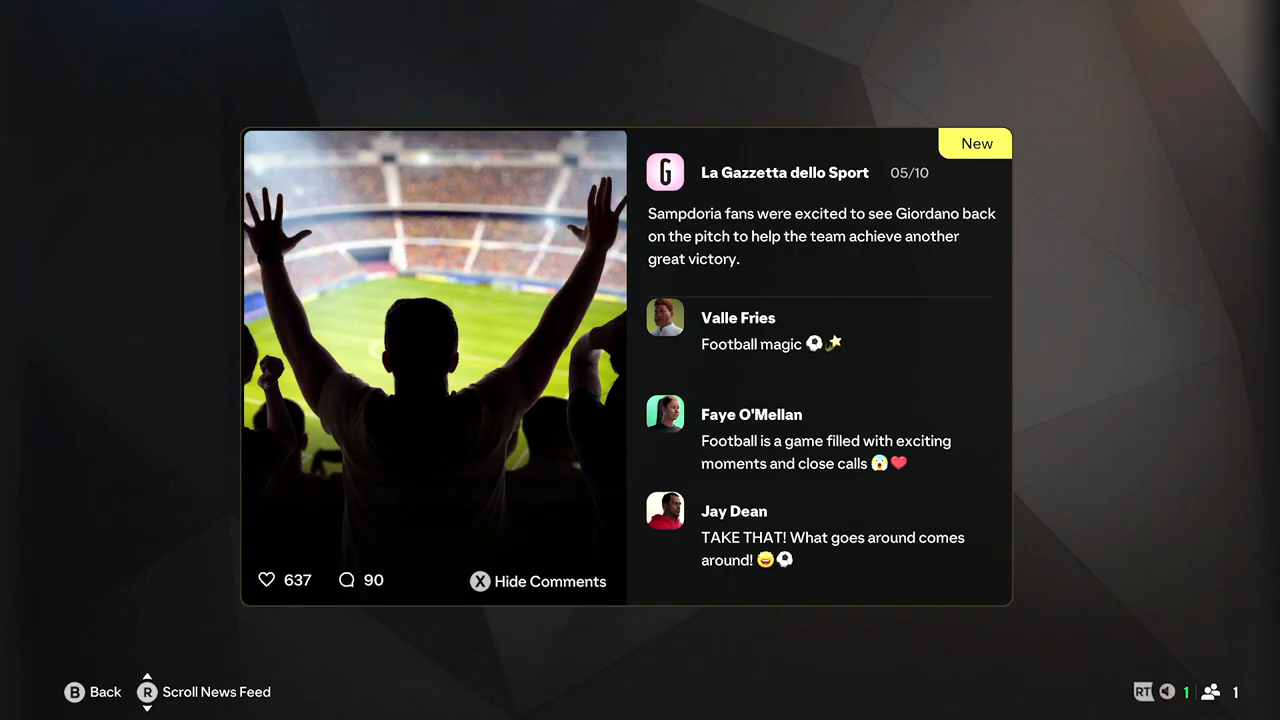 New
G
La Gazzetta dello Sport 05/10
Sampdoria fans were excited to see Giordano back
on the pitch to help the team achieve another
great victory.
Valle Fries
Football magic ⚽🌠
Faye O'Mellan
Football is a game filled with exciting
moments and close calls 😱❤️
Jay Dean
TAKE THAT! What goes around comes
around! 😄⚽
637 90 X Hide Comments
B Back R Scroll News Feed
RT 1 1